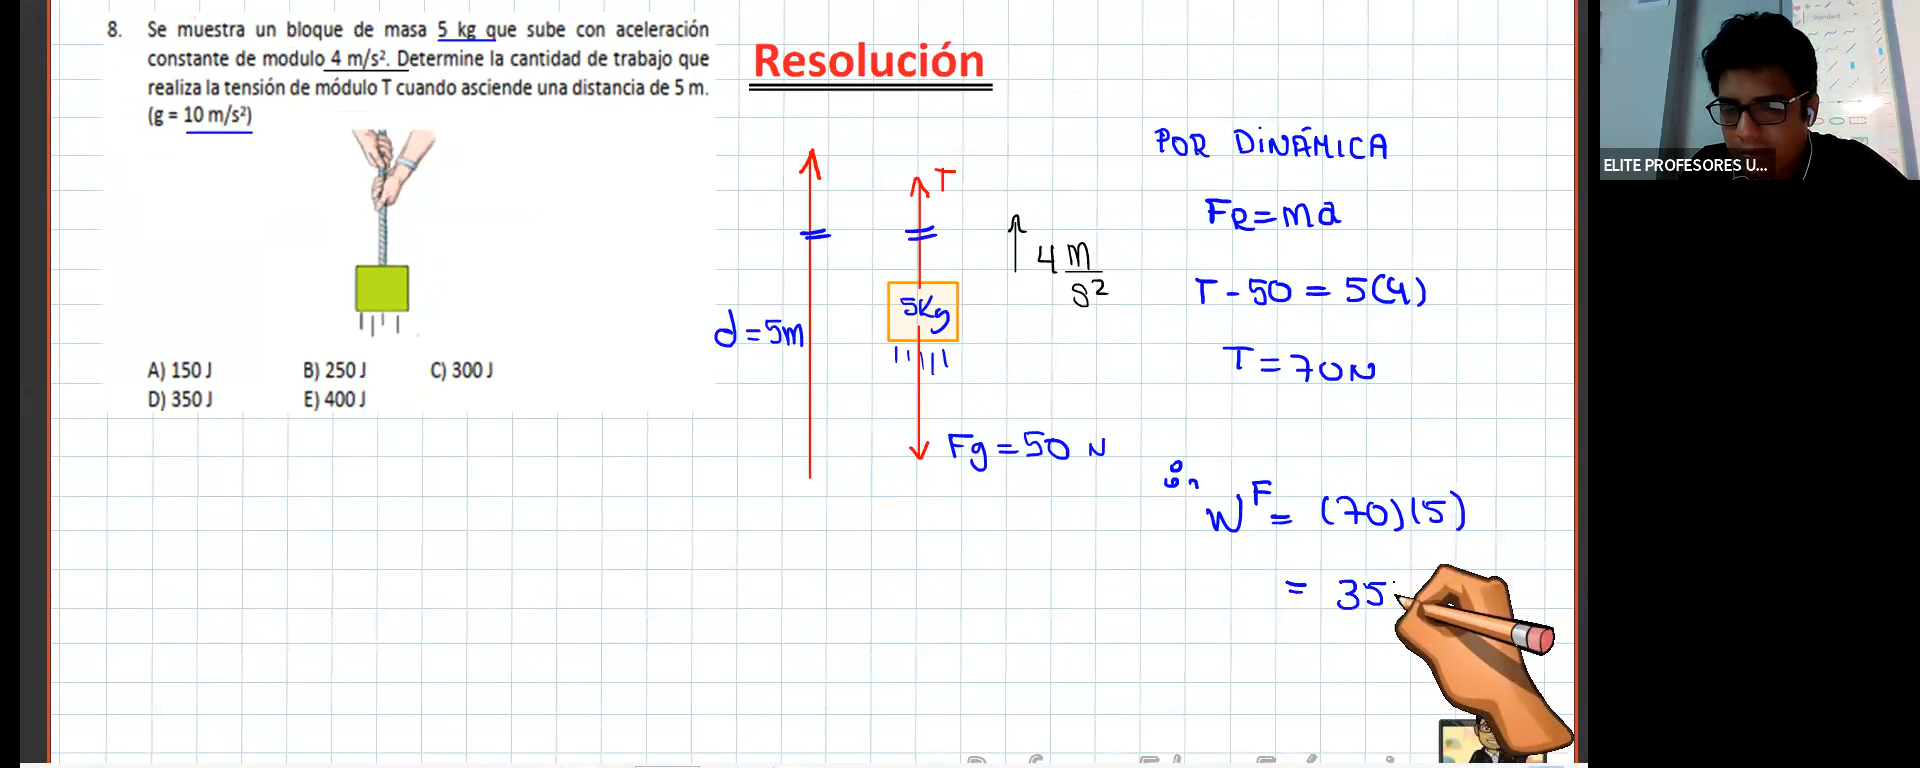 8. Se muestra un bloque de masa 5 kg que sube con aceleración
constante de modulo 4 m/s². Determine la cantidad de trabajo que
realiza la tensión de módulo T cuando asciende una distancia de 5 m.
(g = 10 m/s²)
A) 150 J B) 250 J C) 300 J
D) 350 J E) 400 J
Resolución
T
d = 5m
5Kg
4 m/s²
Fg = 50 N
POR DINÁMICA
FR = ma
T - 50 = 5(4)
T = 70N
∴ W^F = (70)(5)
= 35
ELITE PROFESORES U...
Standard